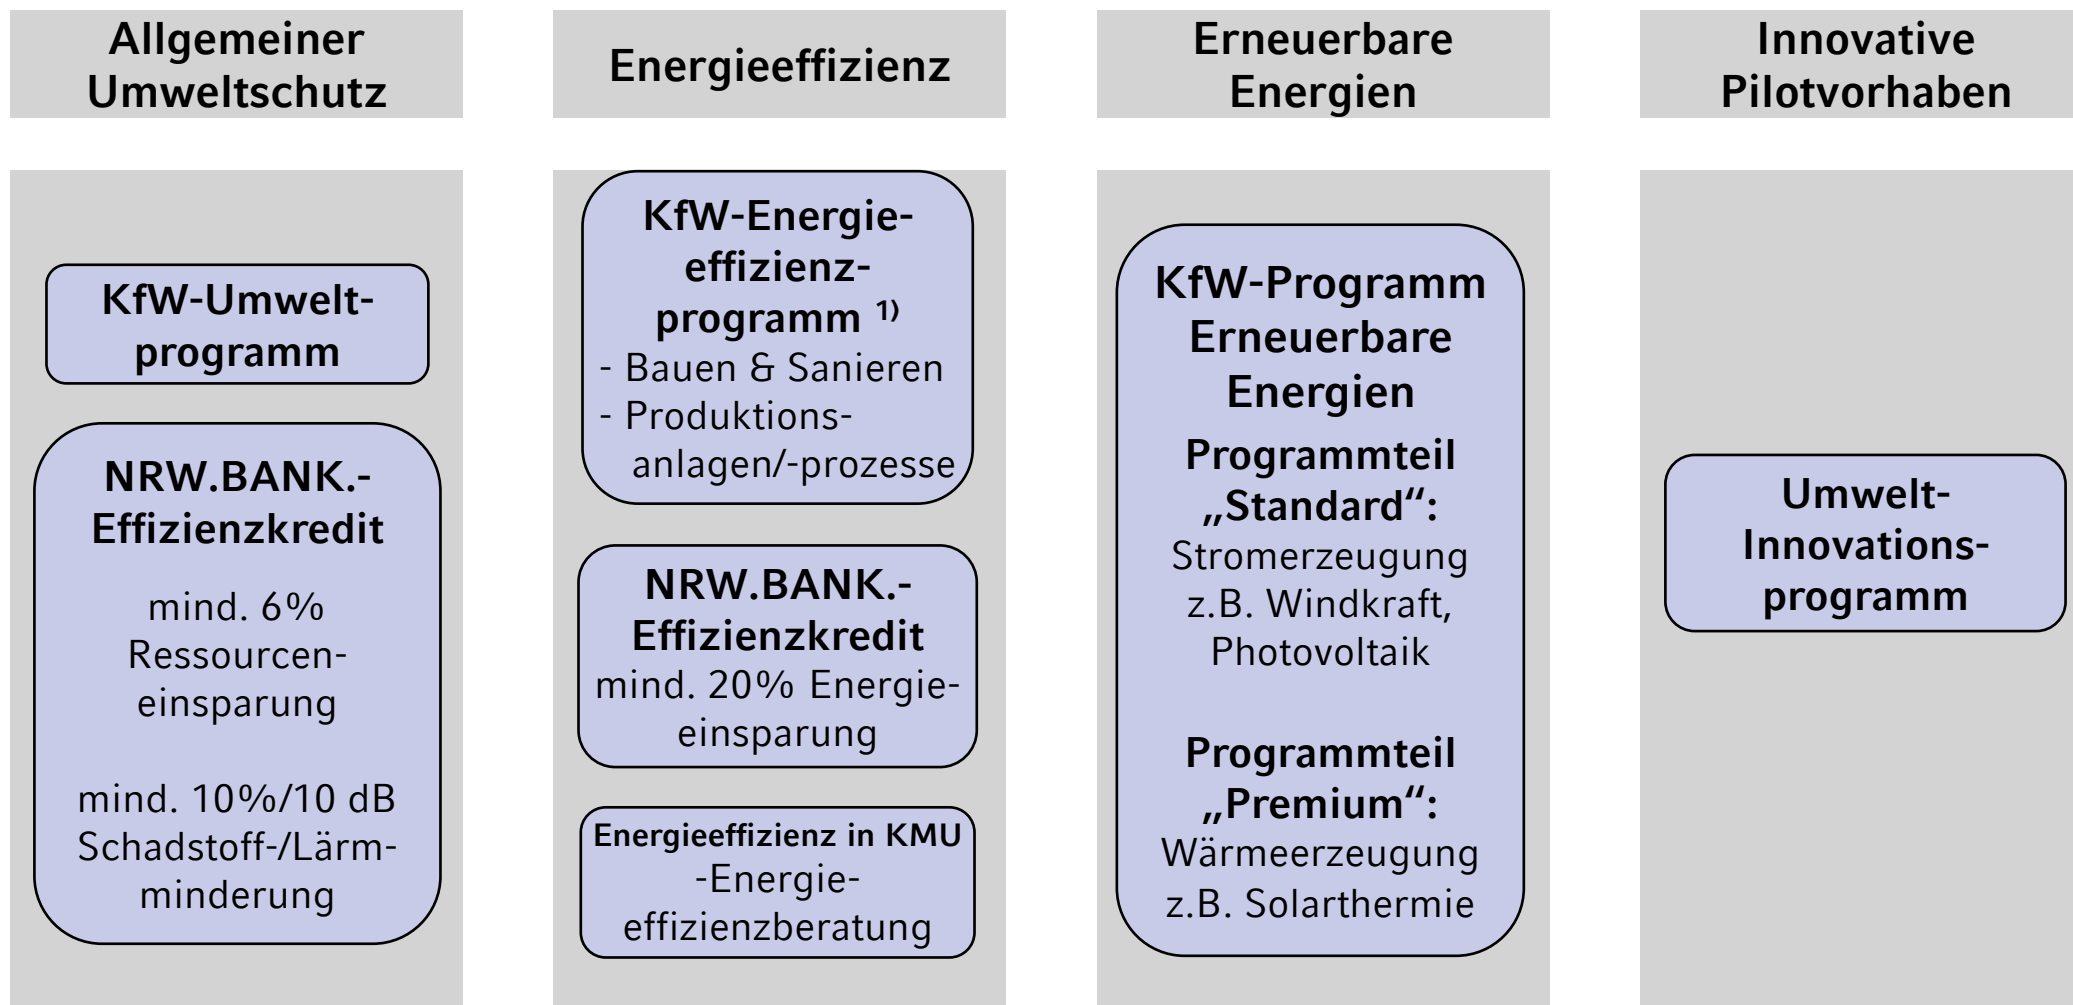 Allgemeiner
Umweltschutz
Energieeffizienz
Erneuerbare
Energien
Innovative
Pilotvorhaben
KfW-Umwelt-
programm
NRW.BANK.-
Effizienzkredit
mind. 6%
Ressourcen-
einsparung
mind. 10%/10 dB
Schadstoff-/Lärm-
minderung
KfW-Energie-
effizienz-
programm ¹⁾
- Bauen & Sanieren
- Produktions-
anlagen/-prozesse
NRW.BANK.-
Effizienzkredit
mind. 20% Energie-
einsparung
Energieeffizienz in KMU
-Energie-
effizienzberatung
KfW-Programm
Erneuerbare
Energien
Programmteil
„Standard“:
Stromerzeugung
z.B. Windkraft,
Photovoltaik
Programmteil
„Premium“:
Wärmeerzeugung
z.B. Solarthermie
Umwelt-
Innovations-
programm